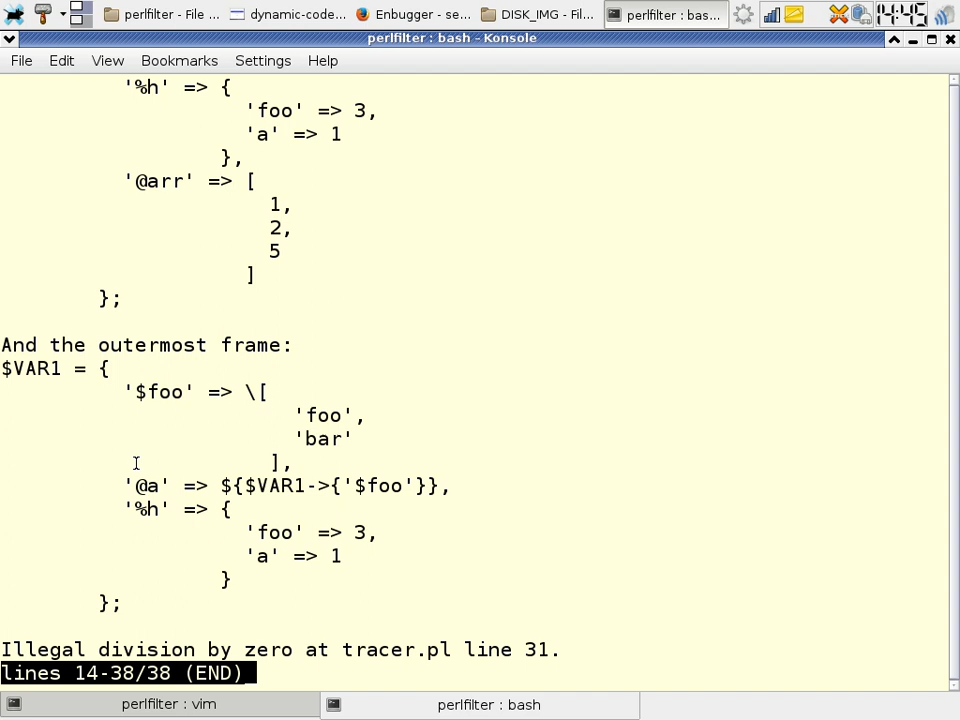 perlfilter - File ...
dynamic-code...
Enbugger - se...
DISK_IMG - Fil...
perlfilter : bas...
14:45
perlfilter : bash - Konsole
File Edit View Bookmarks Settings Help
'%h' => {
'foo' => 3,
'a' => 1
},
'@arr' => [
1,
2,
5
]
};
And the outermost frame:
$VAR1 = {
'$foo' => \[
'foo',
'bar'
],
'@a' => ${$VAR1->{'$foo'}},
'%h' => {
'foo' => 3,
'a' => 1
}
};
Illegal division by zero at tracer.pl line 31.
lines 14-38/38 (END)
perlfilter : vim
perlfilter : bash